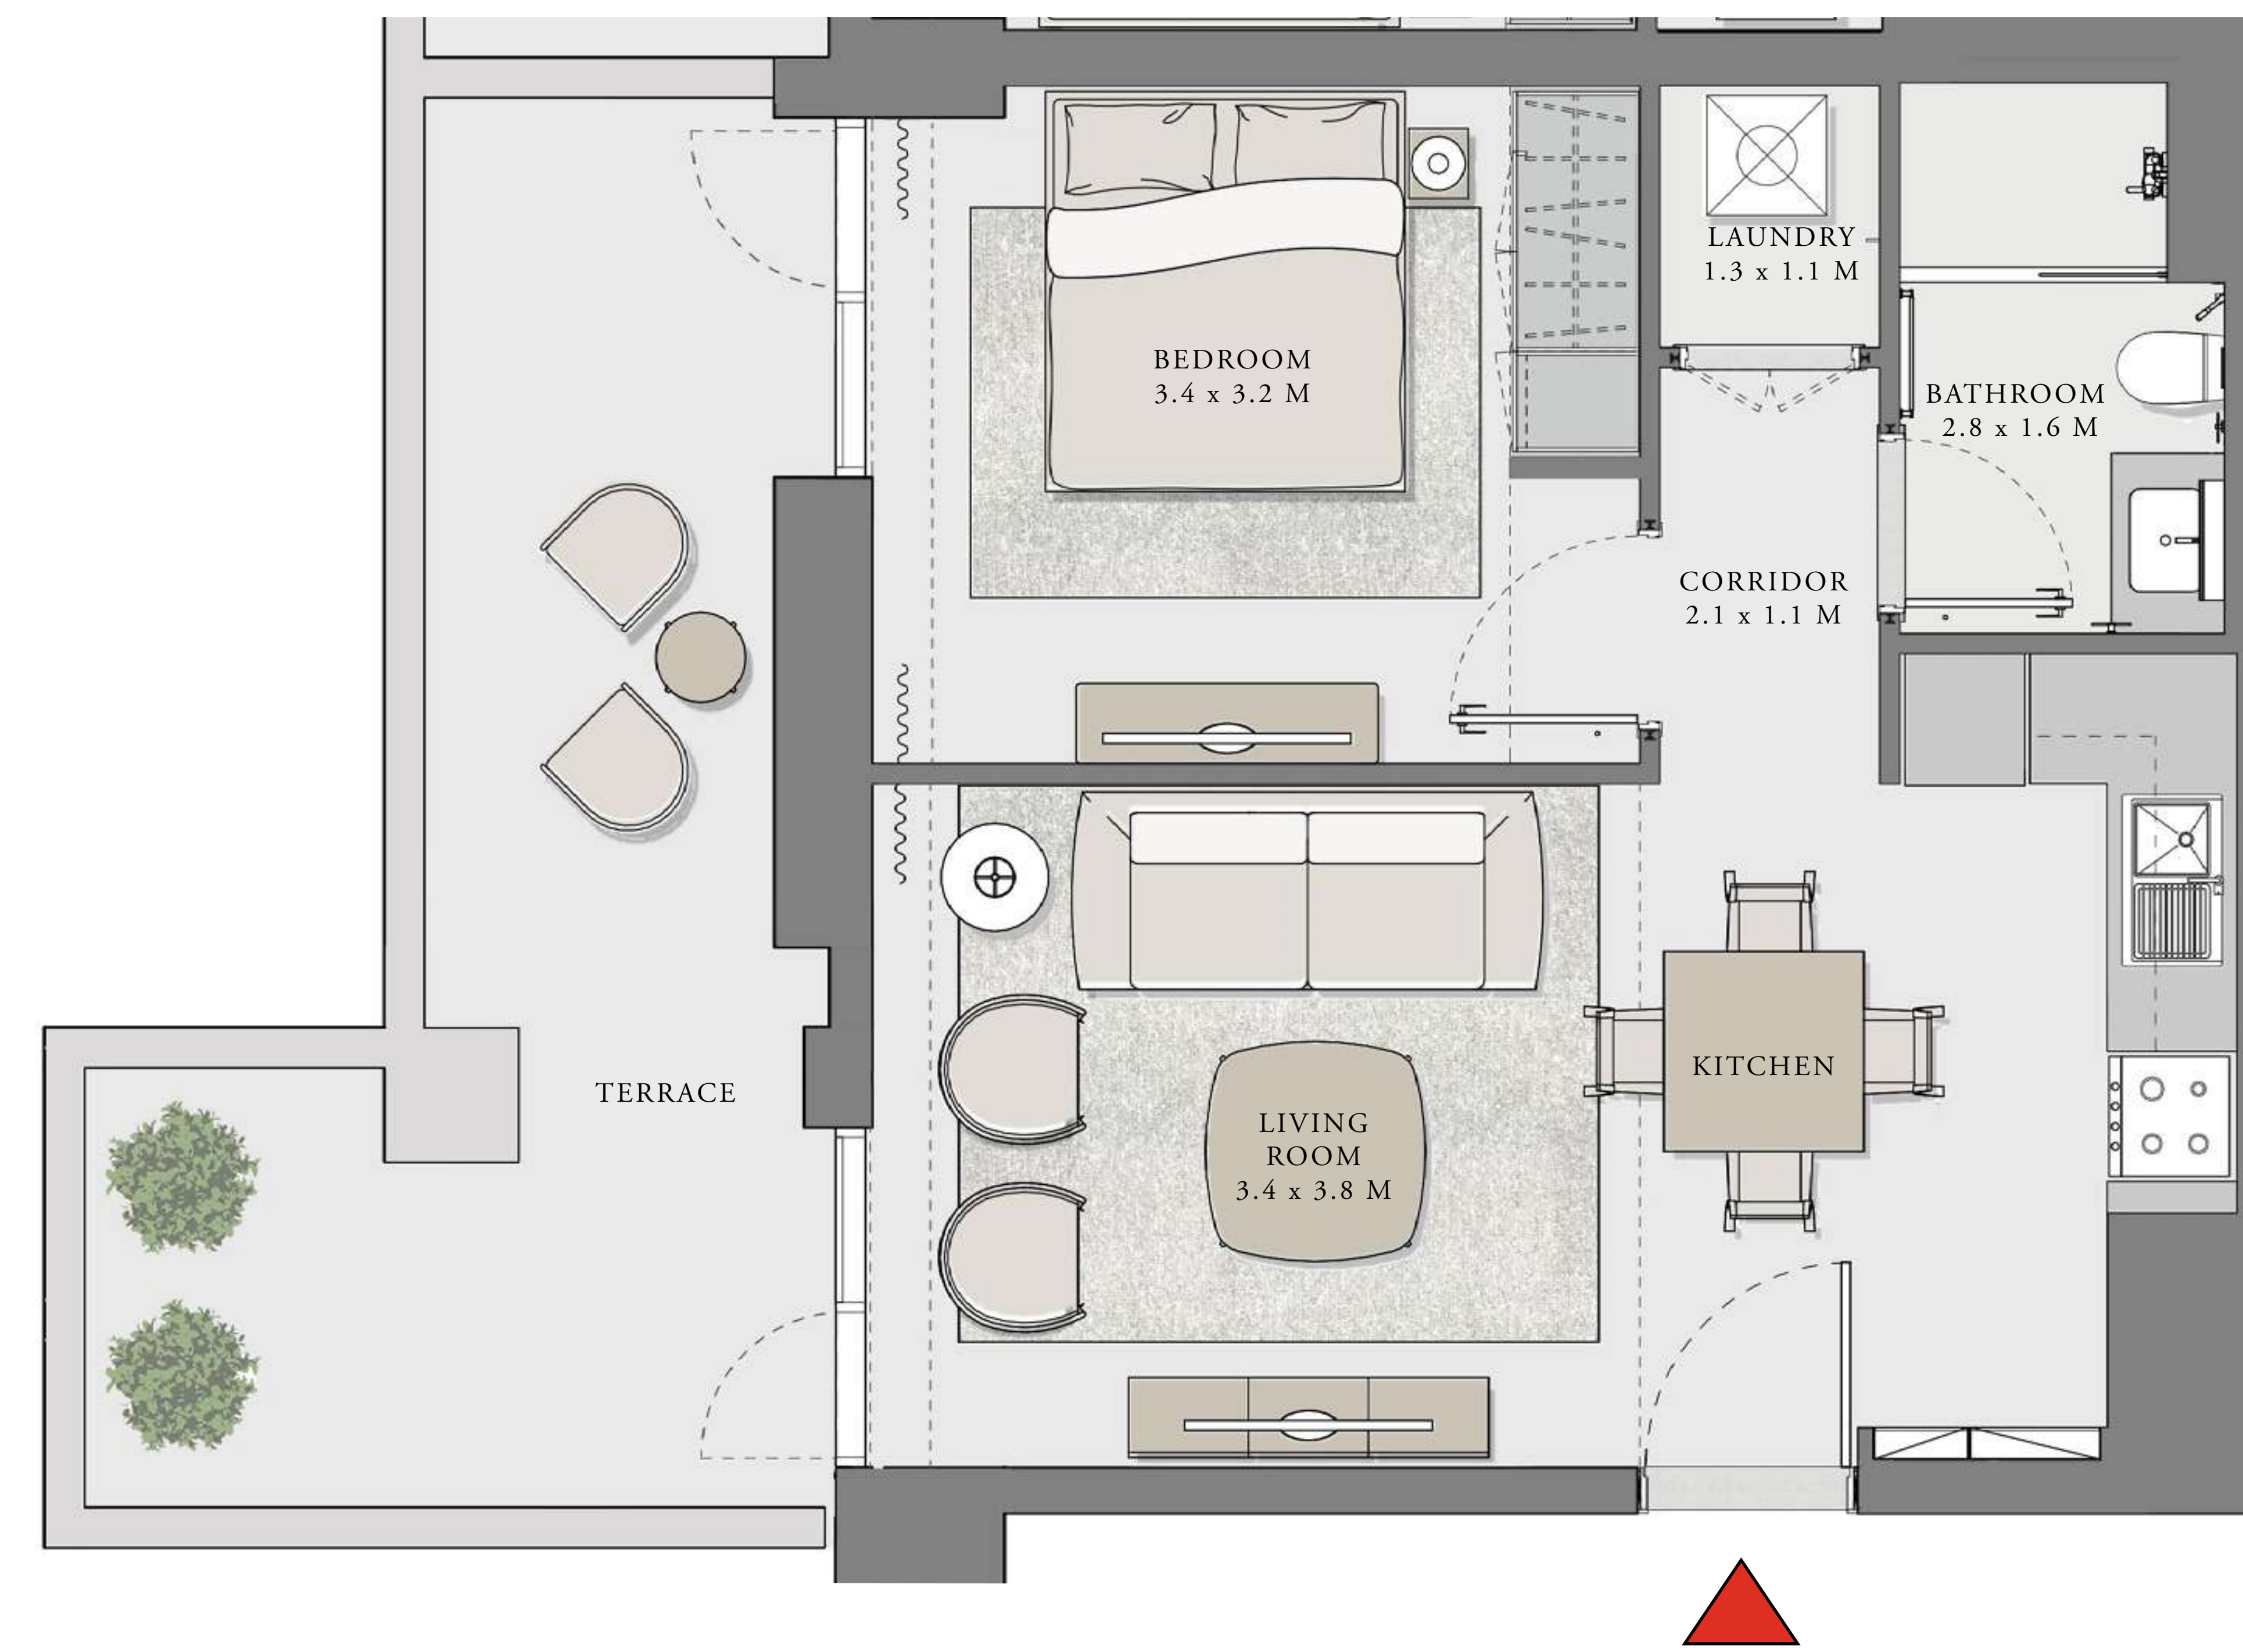 LAUNDRY
1.3 x 1.1 M
BEDROOM
3.4 x 3.2 M
BATHROOM
2.8 x 1.6 M
CORRIDOR
2.1 x 1.1 M
TERRACE
KITCHEN
LIVING
ROOM
3.4 x 3.8 M